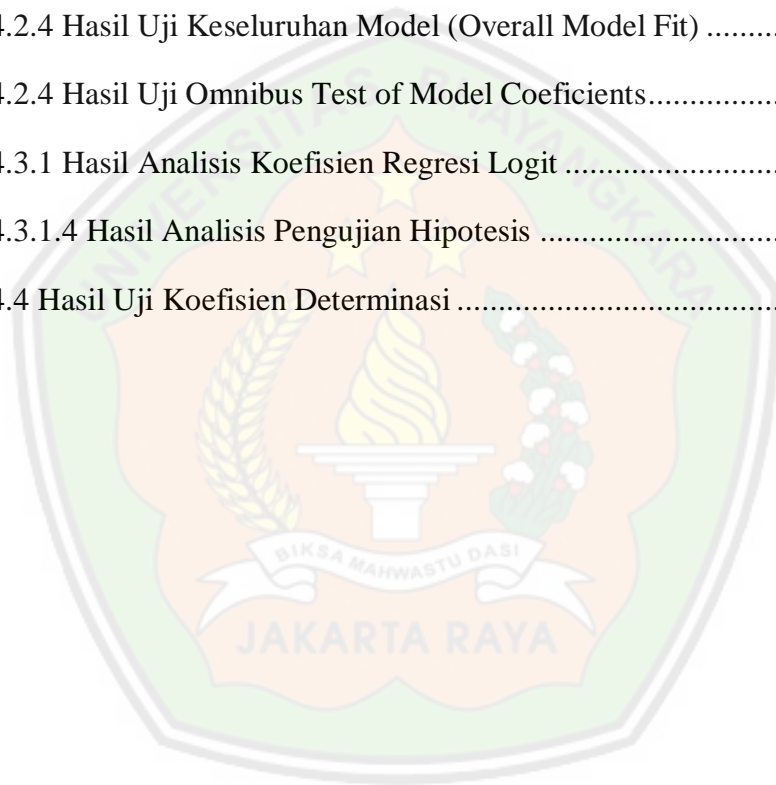 4.2.4 Hasil Uji Keseluruhan Model (Overall Model Fit) .........
4.2.4 Hasil Uji Omnibus Test of Model Coeficients...............
4.3.1 Hasil Analisis Koefisien Regresi Logit ........................
4.3.1.4 Hasil Analisis Pengujian Hipotesis ...........................
4.4 Hasil Uji Koefisien Determinasi ....................................
UNIVERSITAS BHAYANGKARA
BIKSA MAHWASTU DASI
JAKARTA RAYA